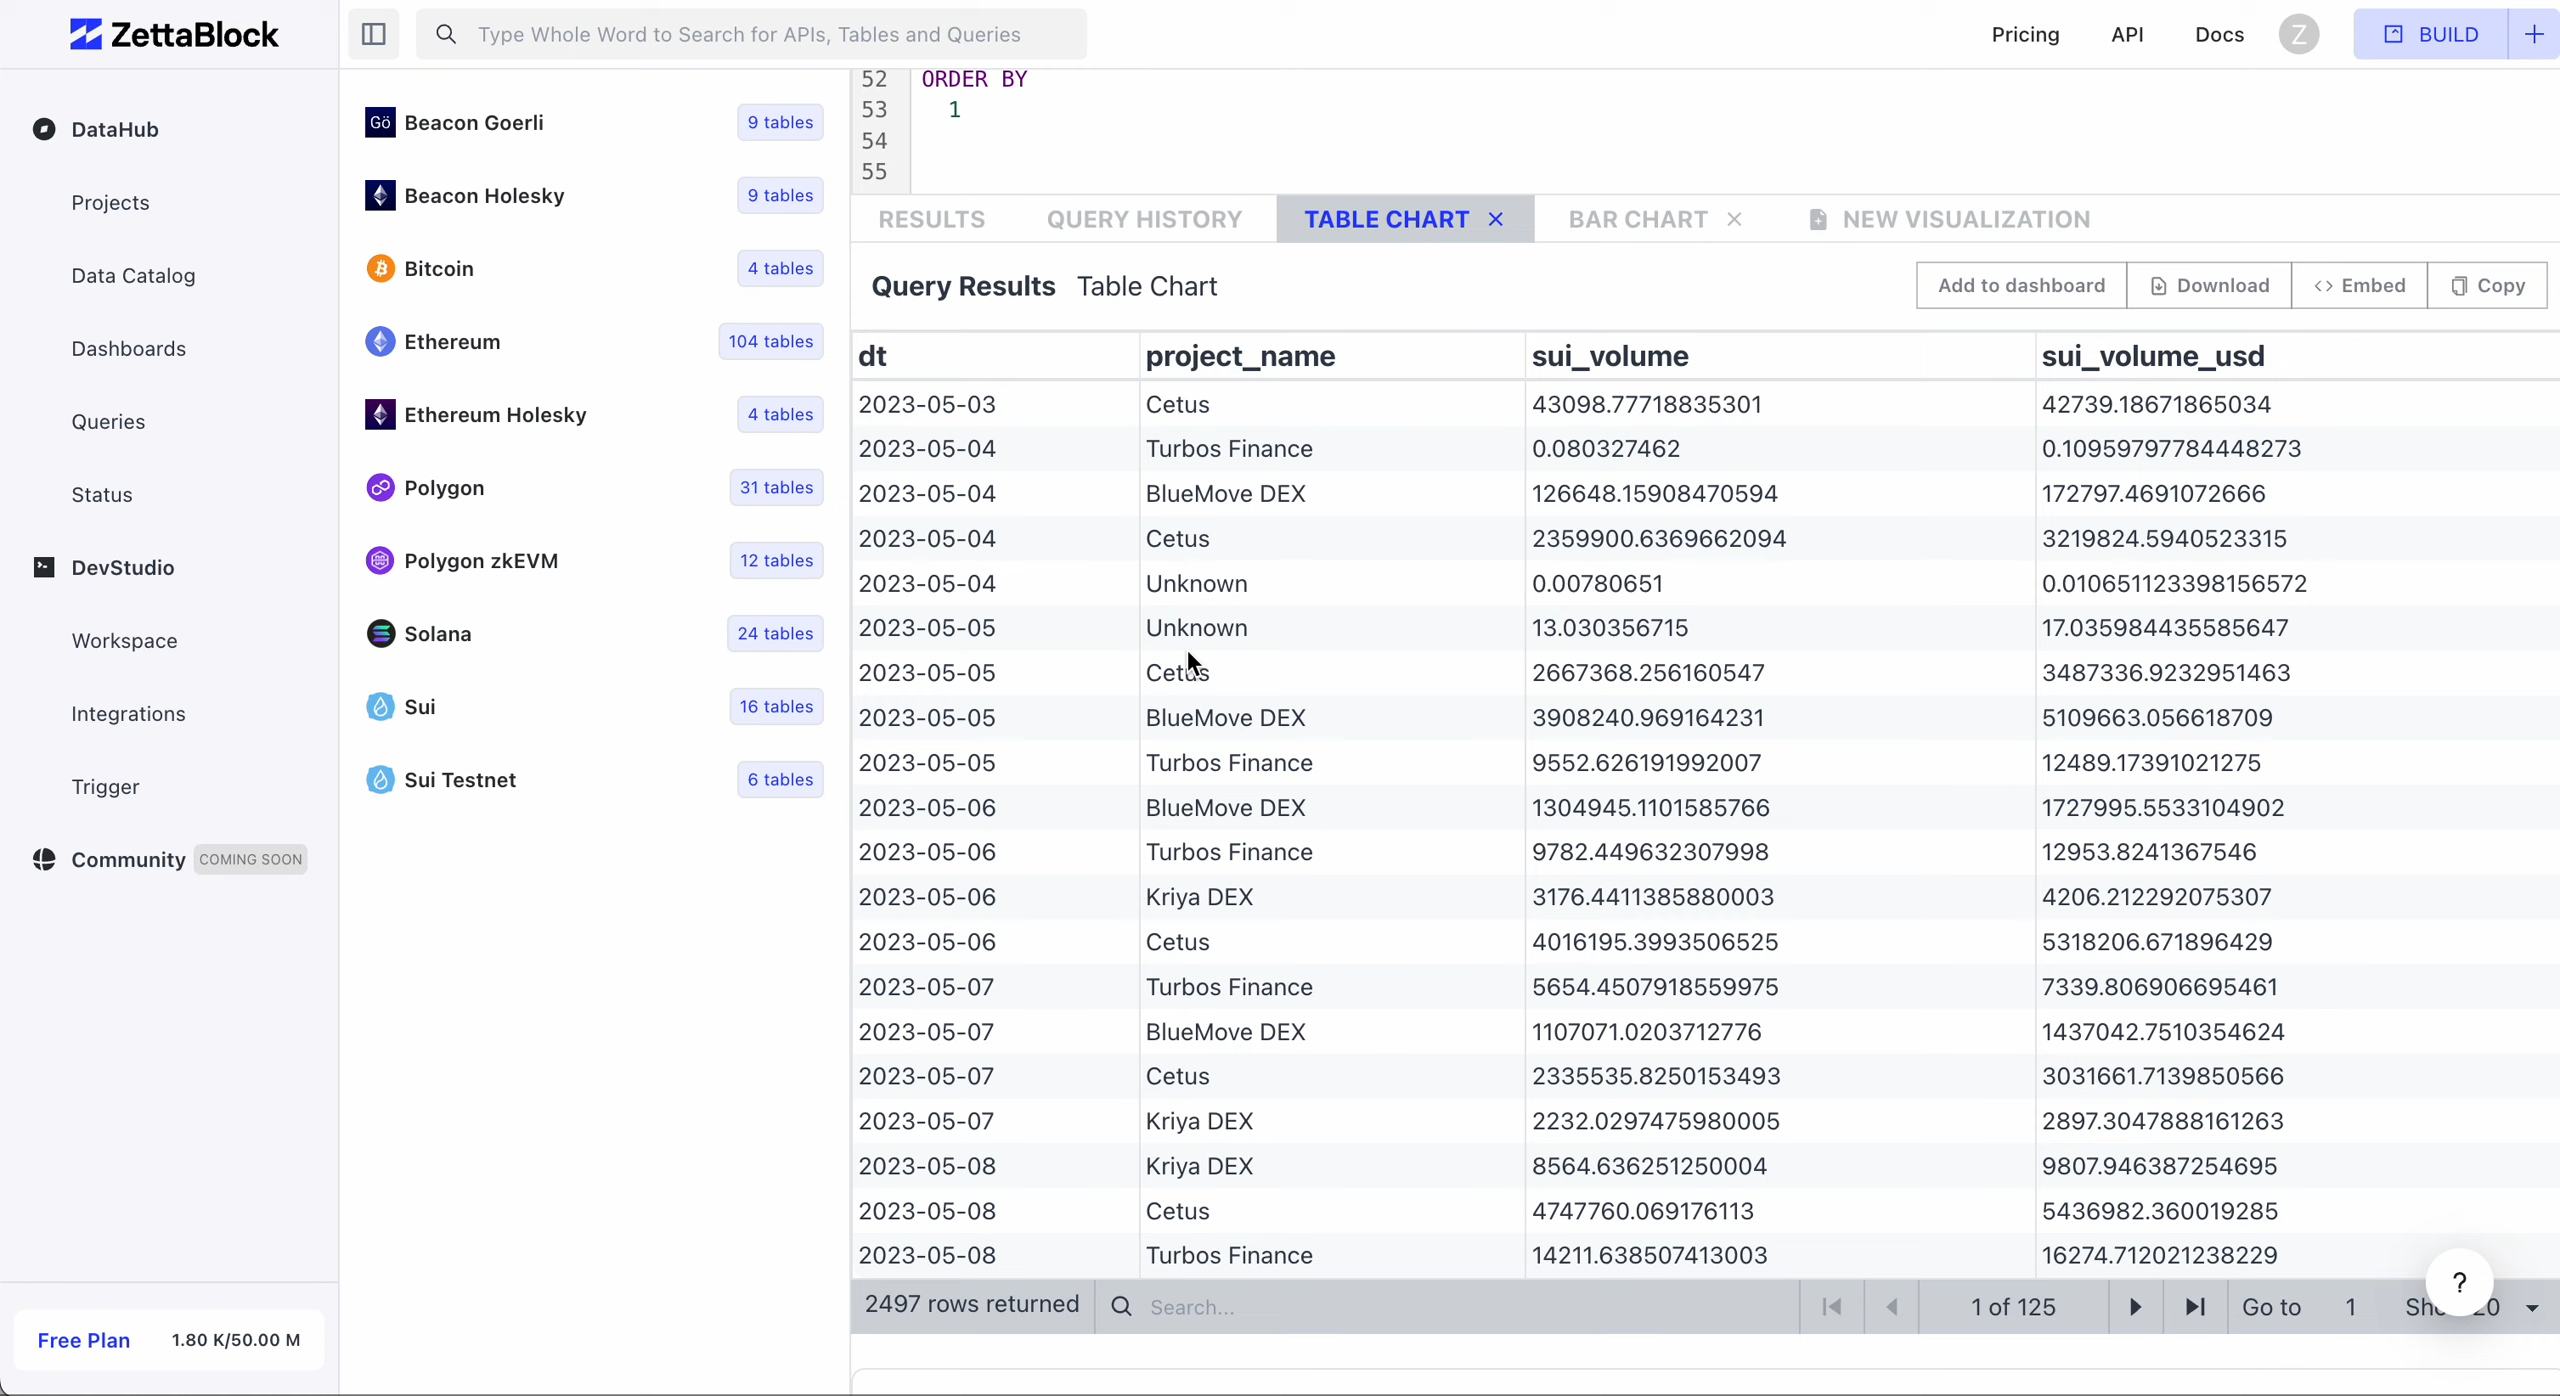 ZettaBlock
Type Whole Word to Search for APIs, Tables and Queries
Pricing
API
Docs
Z
BUILD
DataHub
Projects
Data Catalog
Dashboards
Queries
Status
DevStudio
Workspace
Integrations
Trigger
Community COMING SOON
Free Plan 1.80 K/50.00 M
Gö Beacon Goerli 9 tables
Beacon Holesky 9 tables
Bitcoin 4 tables
Ethereum 104 tables
Ethereum Holesky 4 tables
Polygon 31 tables
Polygon zkEVM 12 tables
Solana 24 tables
Sui 16 tables
Sui Testnet 6 tables
52 ORDER BY
53 1
54
55
RESULTS QUERY HISTORY TABLE CHART × BAR CHART × NEW VISUALIZATION
Query Results Table Chart
Add to dashboard Download <> Embed Copy
dt project_name sui_volume sui_volume_usd
2023-05-03 Cetus 43098.77718835301 42739.18671865034
2023-05-04 Turbos Finance 0.080327462 0.10959797784448273
2023-05-04 BlueMove DEX 126648.15908470594 172797.4691072666
2023-05-04 Cetus 2359900.6369662094 3219824.5940523315
2023-05-04 Unknown 0.00780651 0.010651123398156572
2023-05-05 Unknown 13.030356715 17.035984435585647
2023-05-05 Cetus 2667368.256160547 3487336.9232951463
2023-05-05 BlueMove DEX 3908240.969164231 5109663.056618709
2023-05-05 Turbos Finance 9552.626191992007 12489.17391021275
2023-05-06 BlueMove DEX 1304945.1101585766 1727995.5533104902
2023-05-06 Turbos Finance 9782.449632307998 12953.8241367546
2023-05-06 Kriya DEX 3176.4411385880003 4206.212292075307
2023-05-06 Cetus 4016195.3993506525 5318206.671896429
2023-05-07 Turbos Finance 5654.4507918559975 7339.806906695461
2023-05-07 BlueMove DEX 1107071.0203712776 1437042.7510354624
2023-05-07 Cetus 2335535.8250153493 3031661.7139850566
2023-05-07 Kriya DEX 2232.0297475980005 2897.3047888161263
2023-05-08 Kriya DEX 8564.636251250004 9807.946387254695
2023-05-08 Cetus 4747760.069176113 5436982.360019285
2023-05-08 Turbos Finance 14211.638507413003 16274.712021238229
2497 rows returned Search... 1 of 125 Go to 1
?